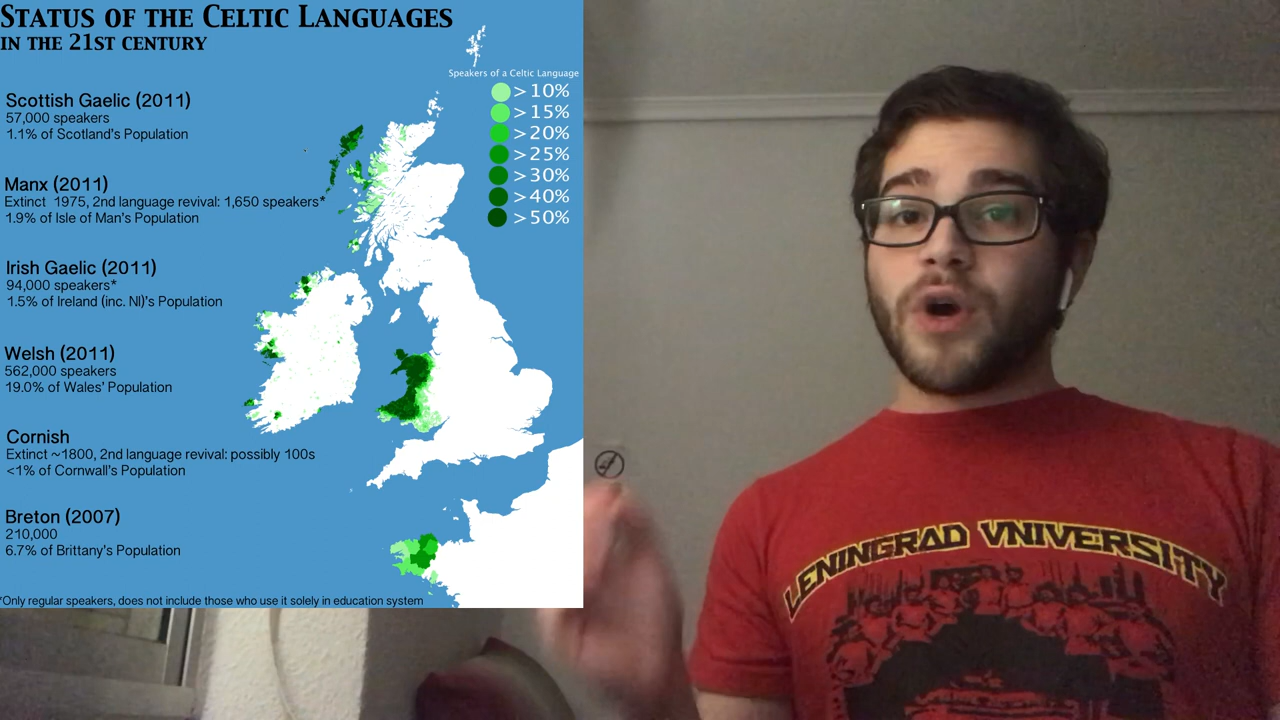 STATUS OF THE CELTIC LANGUAGES
IN THE 21ST CENTURY
Speakers of a Celtic Language
>10%
>15%
>20%
>25%
>30%
>40%
>50%
Scottish Gaelic (2011)
57,000 speakers
1.1% of Scotland's Population
Manx (2011)
Extinct 1975, 2nd language revival: 1,650 speakers*
1.9% of Isle of Man's Population
Irish Gaelic (2011)
94,000 speakers*
1.5% of Ireland (inc. NI)'s Population
Welsh (2011)
562,000 speakers
19.0% of Wales' Population
Cornish
Extinct ~1800, 2nd language revival: possibly 100s
<1% of Cornwall's Population
Breton (2007)
210,000
6.7% of Brittany's Population
*Only regular speakers, does not include those who use it solely in education system
LENINGRAD VNIVERSITY